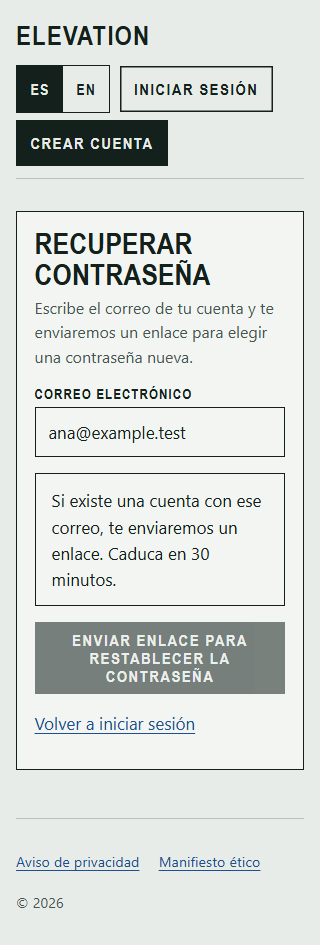 ELEVATION
ES EN INICIAR SESIÓN
CREAR CUENTA
RECUPERAR
CONTRASEÑA
Escribe el correo de tu cuenta y te
enviaremos un enlace para elegir
una contraseña nueva.
CORREO ELECTRÓNICO
ana@example.test
Si existe una cuenta con ese
correo, te enviaremos un
enlace. Caduca en 30
minutos.
ENVIAR ENLACE PARA
RESTABLECER LA
CONTRASEÑA
Volver a iniciar sesión
Aviso de privacidad Manifiesto ético
© 2026